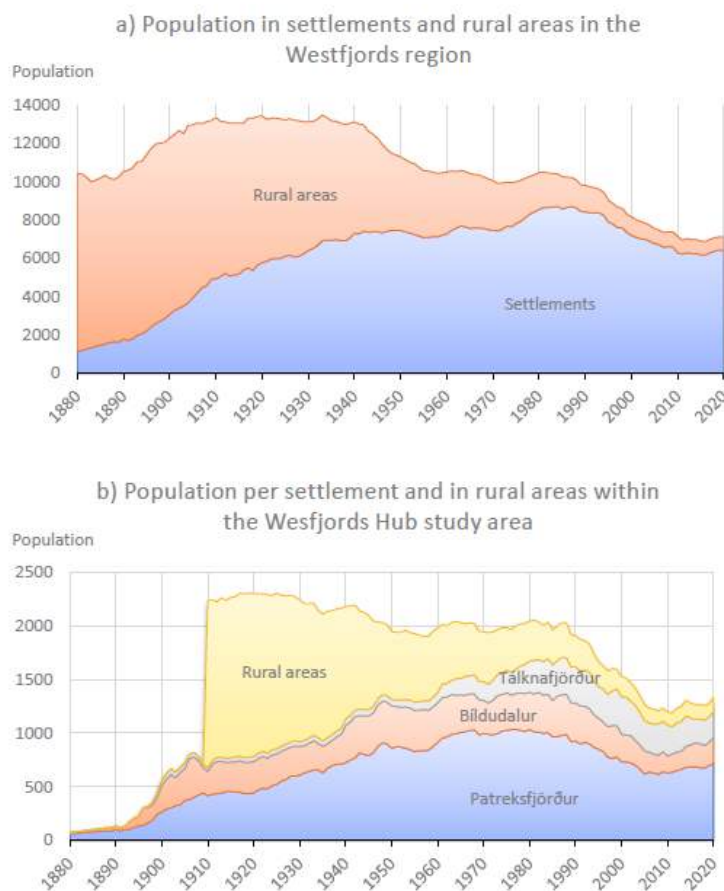 a) Population in settlements and rural areas in the
Westfjords region
Population
14000
12000
10000
8000
6000
4000
2000
0
Rural areas
Settlements
1880 1890 1900 1910 1920 1930 1940 1950 1960 1970 1980 1990 2000 2010 2020
b) Population per settlement and in rural areas within
the Wesfjords Hub study area
Population
2500
2000
1500
1000
500
0
Rural areas
Tálknafjörður
Bíldudalur
Patreksfjörður
1880 1890 1900 1910 1920 1930 1940 1950 1960 1970 1980 1990 2000 2010 2020